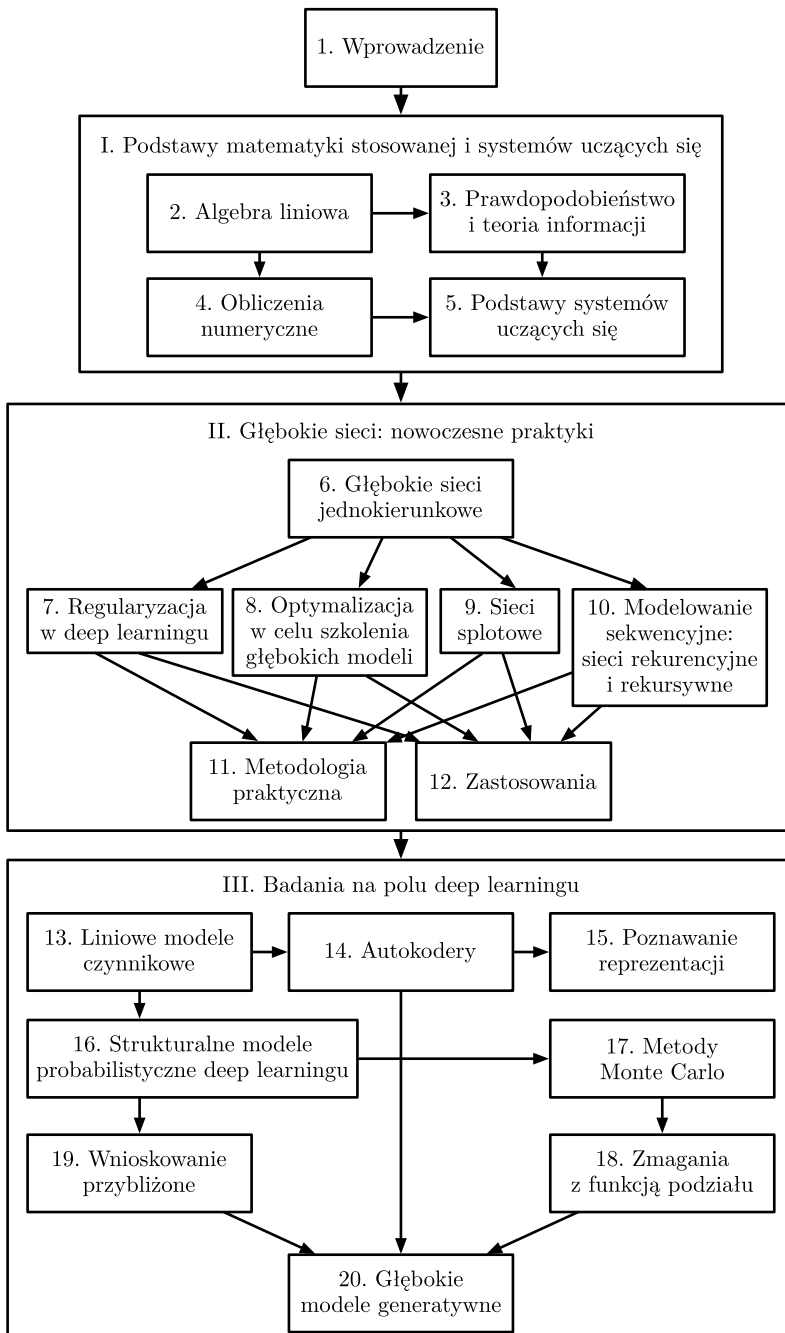 1. Wprowadzenie
I. Podstawy matematyki stosowanej i systemów uczących się
2. Algebra liniowa
3. Prawdopodobieństwo
i teoria informacji
4. Obliczenia
numeryczne
5. Podstawy systemów
uczących się
II. Głębokie sieci: nowoczesne praktyki
6. Głębokie sieci
jednokierunkowe
7. Regularyzacja
w deep learningu
8. Optymalizacja
w celu szkolenia
głębokich modeli
9. Sieci
splotowe
10. Modelowanie
sekwencyjne:
sieci rekurencyjne
i rekursywne
11. Metodologia
praktyczna
12. Zastosowania
III. Badania na polu deep learningu
13. Liniowe modele
czynnikowe
14. Autokodery
15. Poznawanie
reprezentacji
16. Strukturalne modele
probabilistyczne deep learningu
17. Metody
Monte Carlo
19. Wnioskowanie
przybliżone
18. Zmagania
z funkcją podziału
20. Głębokie
modele generatywne